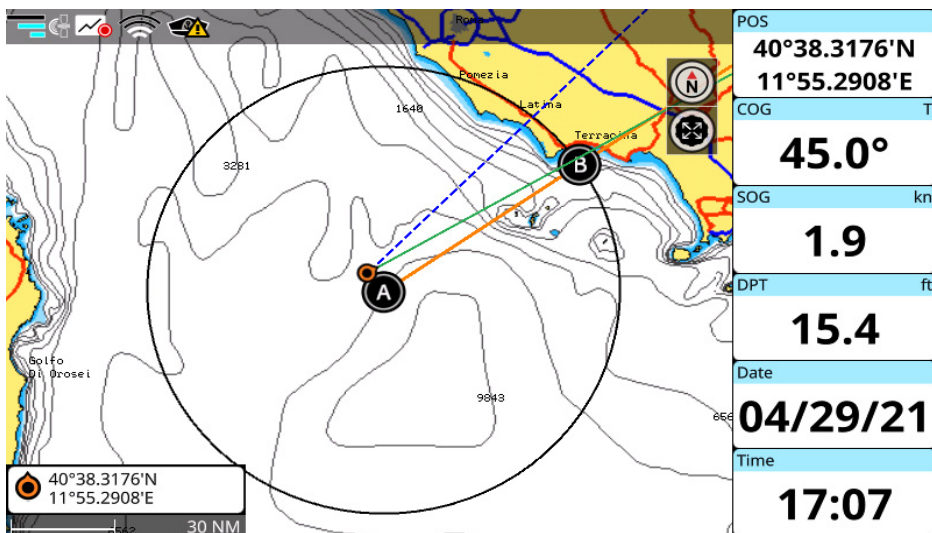 Roma
Pomezia
1640
Latina
N
Terracina
3281
B
A
Golfo
Di Orosei
9843
656
40°38.3176'N
11°55.2908'E
6562
30 NM
POS
40°38.3176'N
11°55.2908'E
COG T
45.0°
SOG kn
1.9
DPT ft
15.4
Date
04/29/21
Time
17:07